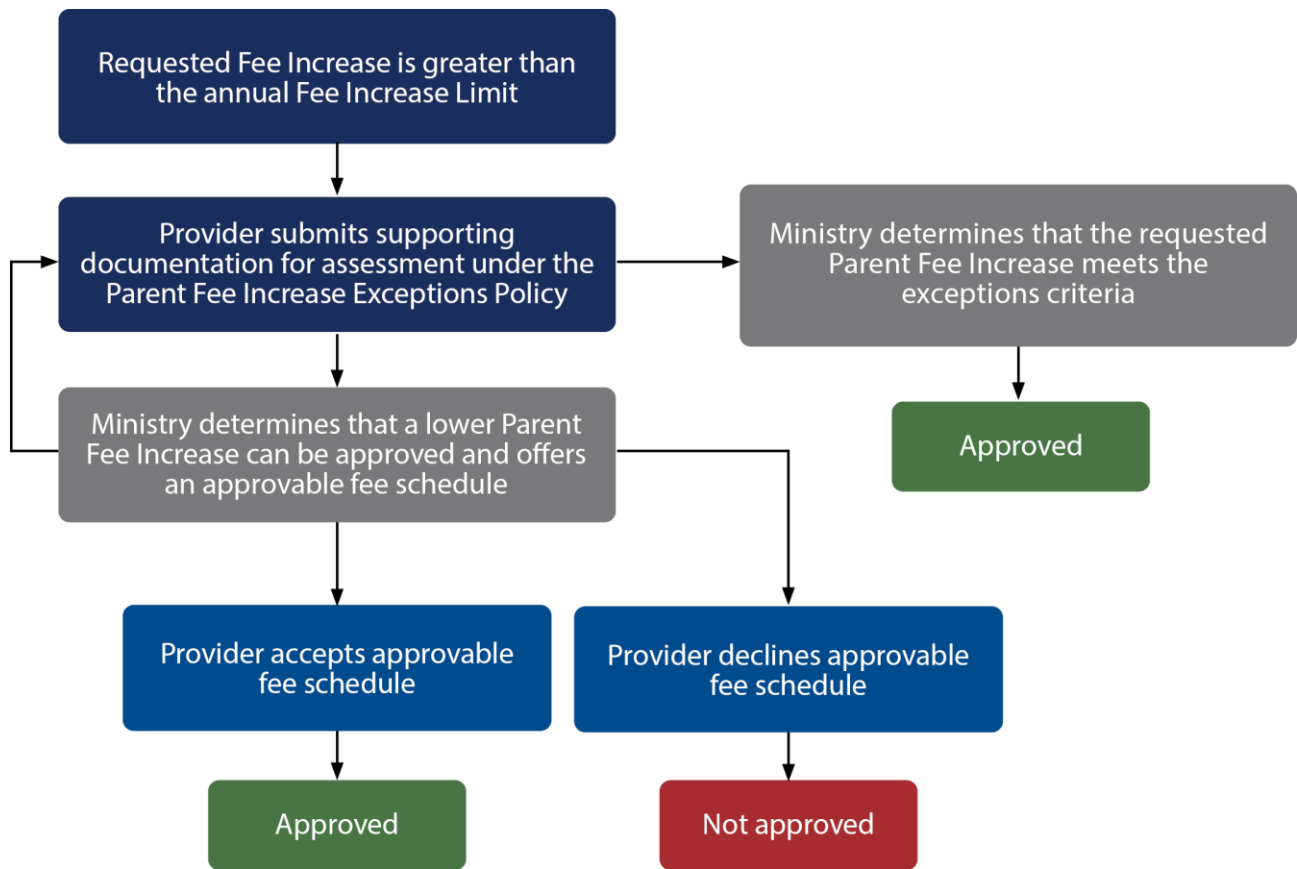 Requested Fee Increase is greater than
the annual Fee Increase Limit
Provider submits supporting
documentation for assessment under the
Parent Fee Increase Exceptions Policy
Ministry determines that the requested
Parent Fee Increase meets the
exceptions criteria
Approved
Ministry determines that a lower Parent
Fee Increase can be approved and offers
an approvable fee schedule
Provider accepts approvable
fee schedule
Provider declines approvable
fee schedule
Approved
Not approved